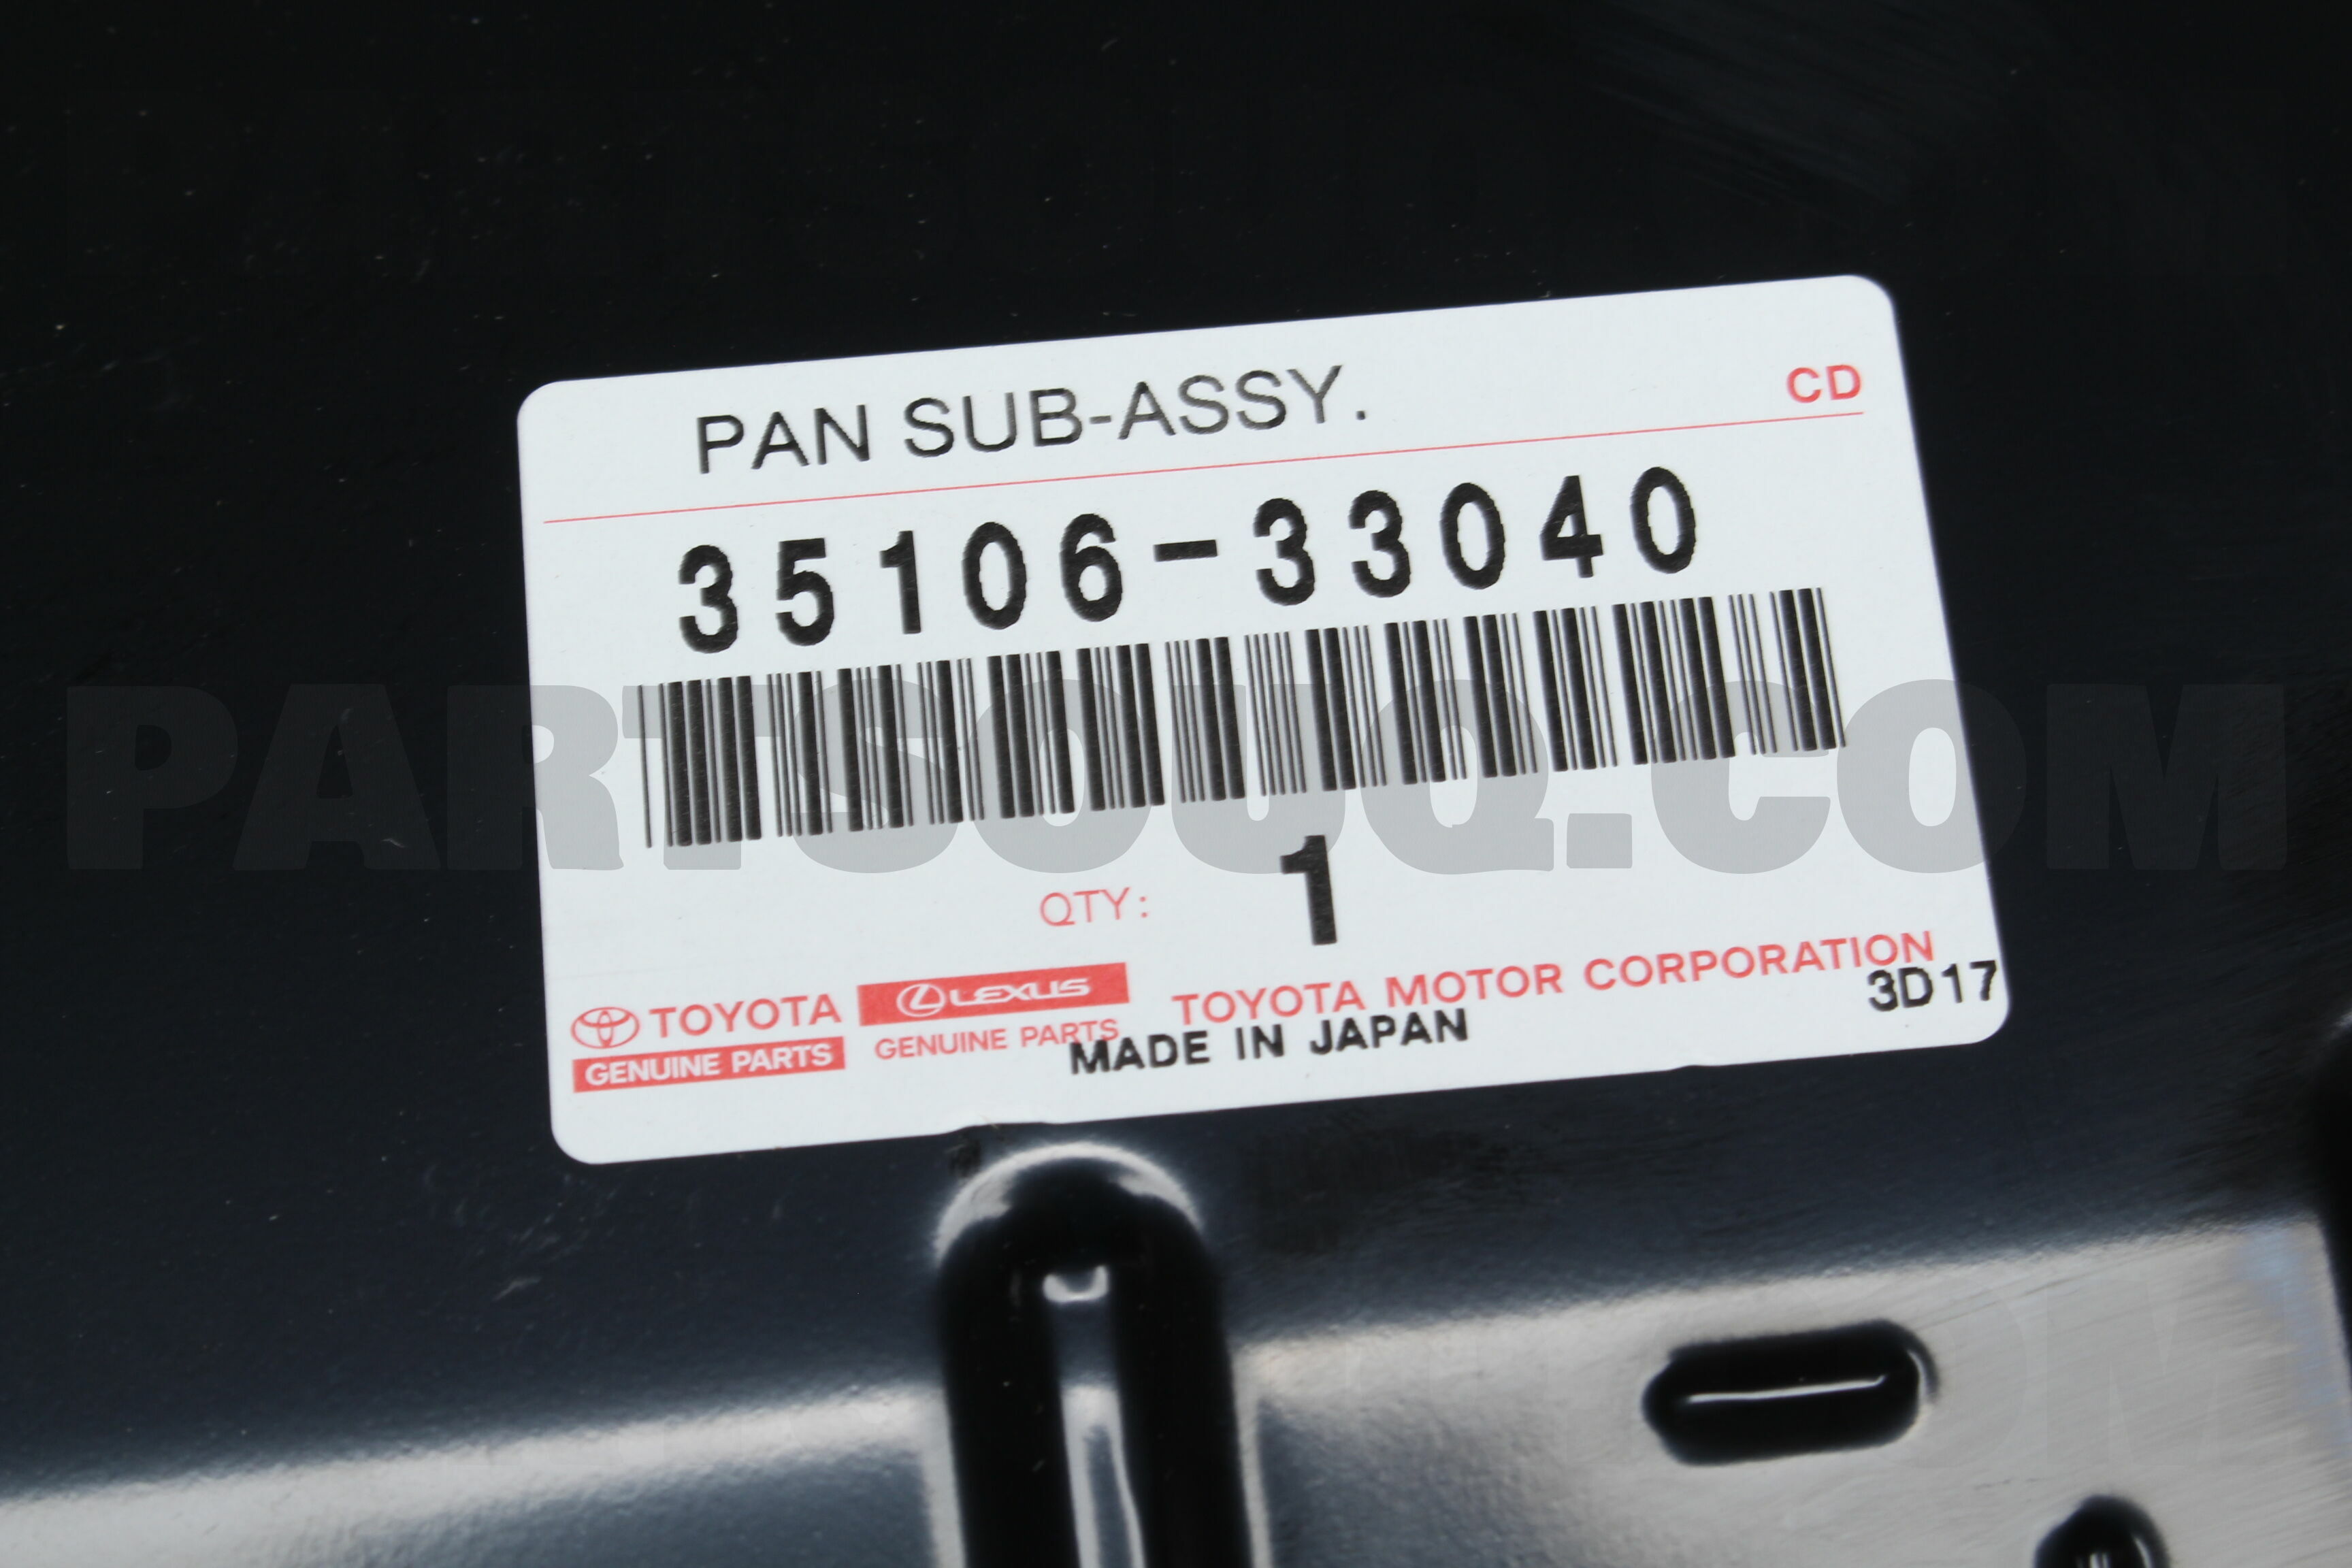 PAN SUB-ASSY.
CD
35106-33040
PARTSOUQ.COM
QTY: 1
TOYOTA
GENUINE PARTS
LEXUS
GENUINE PARTS
TOYOTA MOTOR CORPORATION
3D17
MADE IN JAPAN